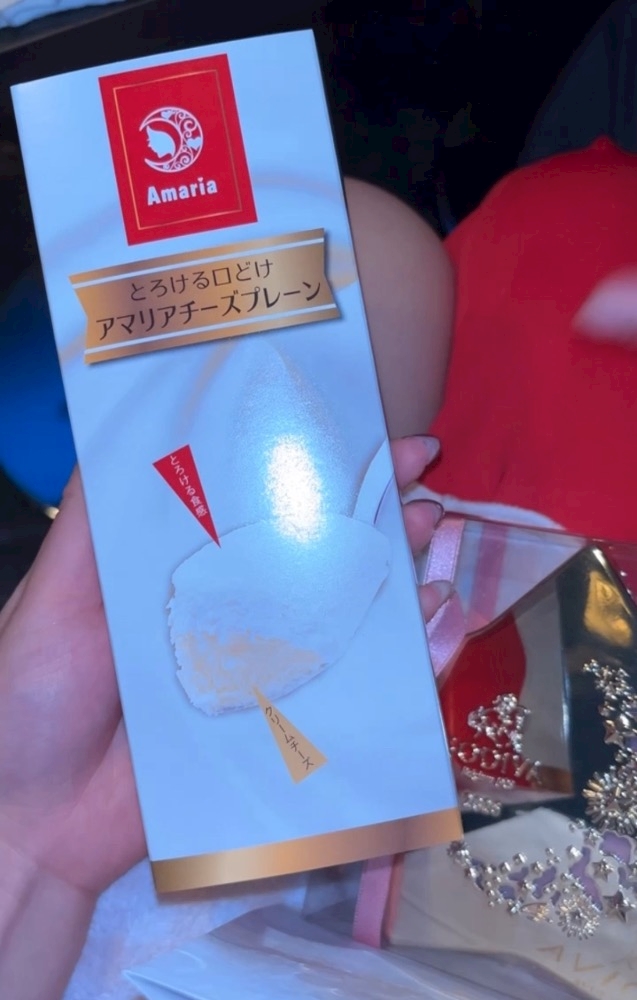 Amaria
とろける口どけ
アマリアチーズプレーン
とろける食感
クリームチーズ
GODIVA